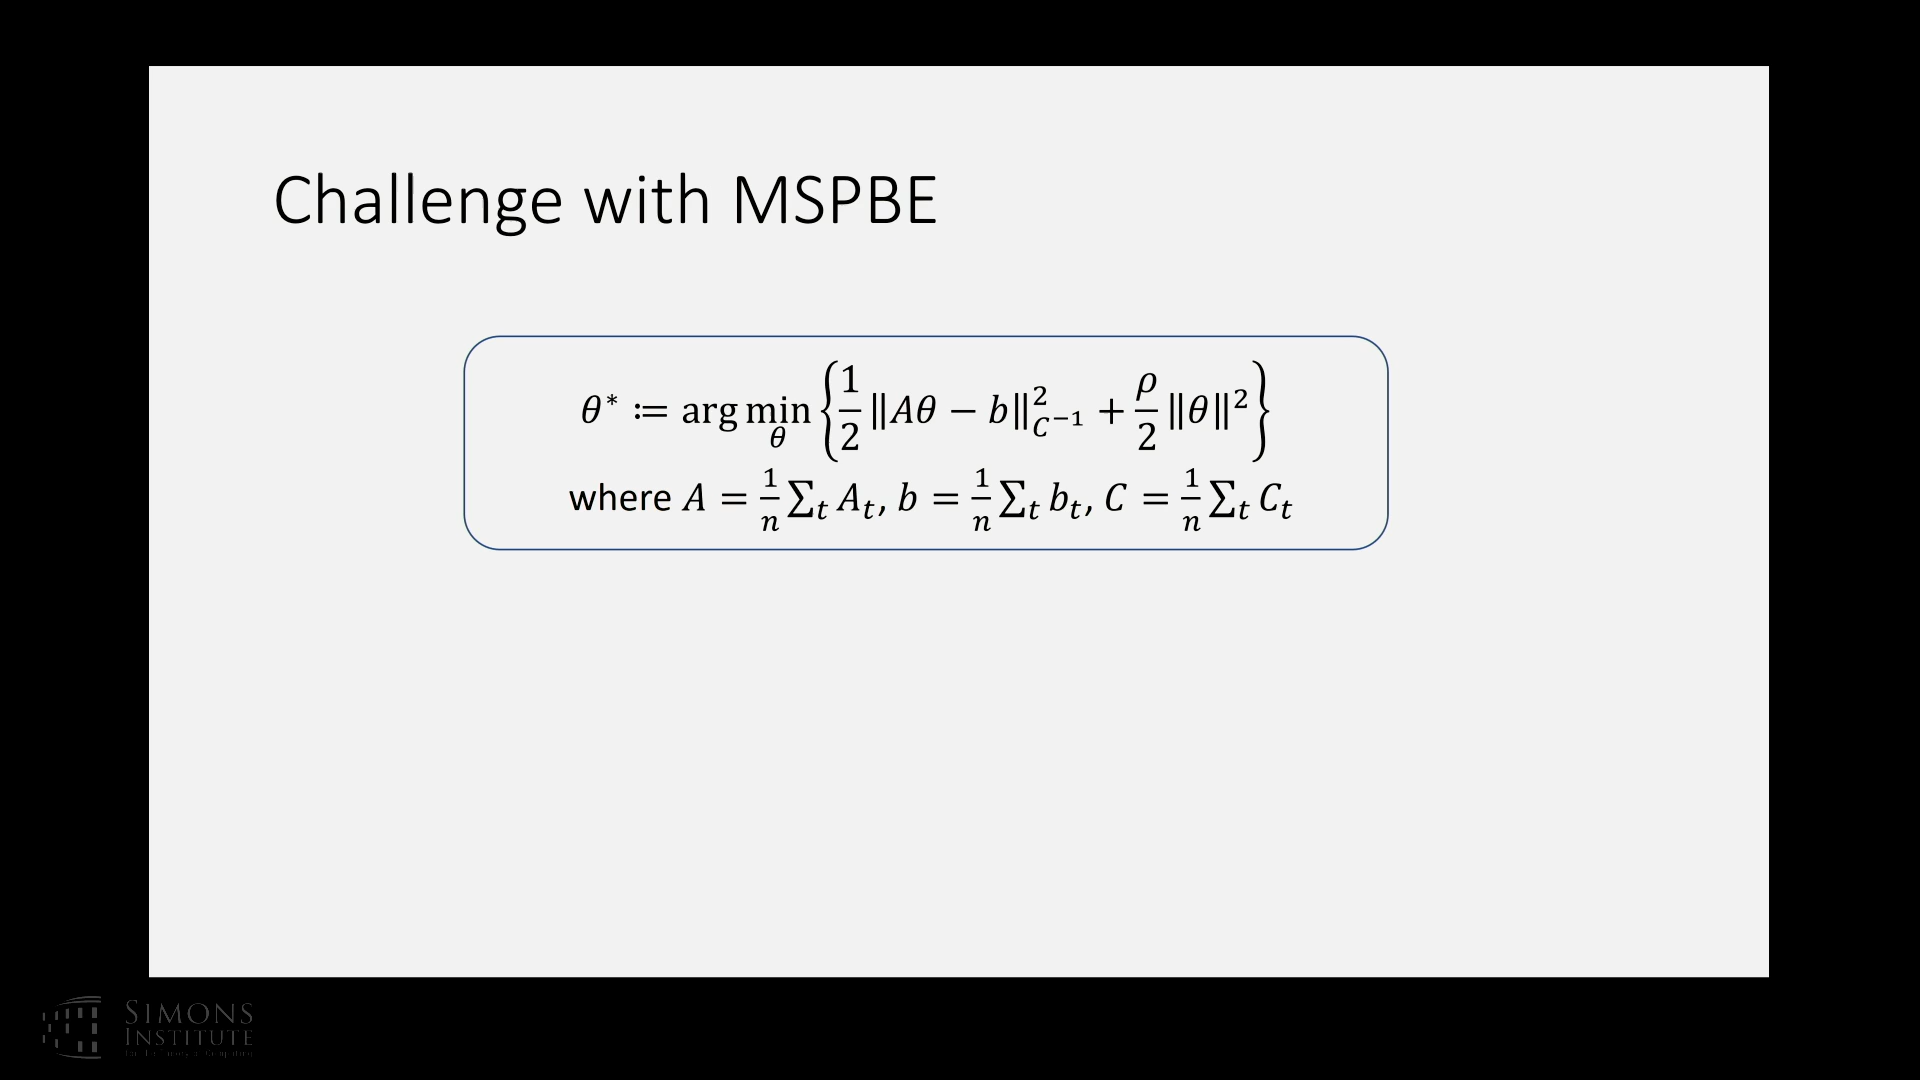 Challenge with MSPBE
θ* ≔ arg min_θ {1/2 ‖Aθ − b‖²_{C⁻¹} + ρ/2 ‖θ‖²}
where A = 1/n ∑_t A_t, b = 1/n ∑_t b_t, C = 1/n ∑_t C_t
SIMONS
INSTITUTE